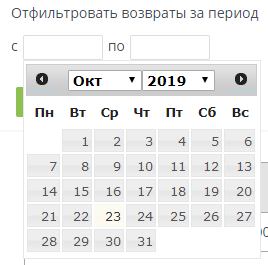 Отфильтровать возвраты за период
с по
Окт 2019
Пн Вт Ср Чт Пт Сб Вс
1 2 3 4 5 6
7 8 9 10 11 12 13
14 15 16 17 18 19 20
21 22 23 24 25 26 27
28 29 30 31